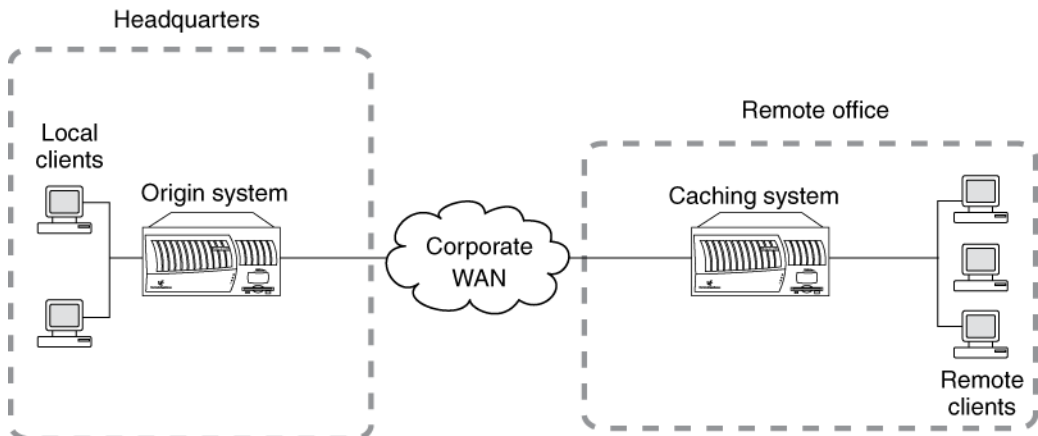 Headquarters
Remote office
Local
clients
Origin system
Caching system
Corporate
WAN
Remote
clients